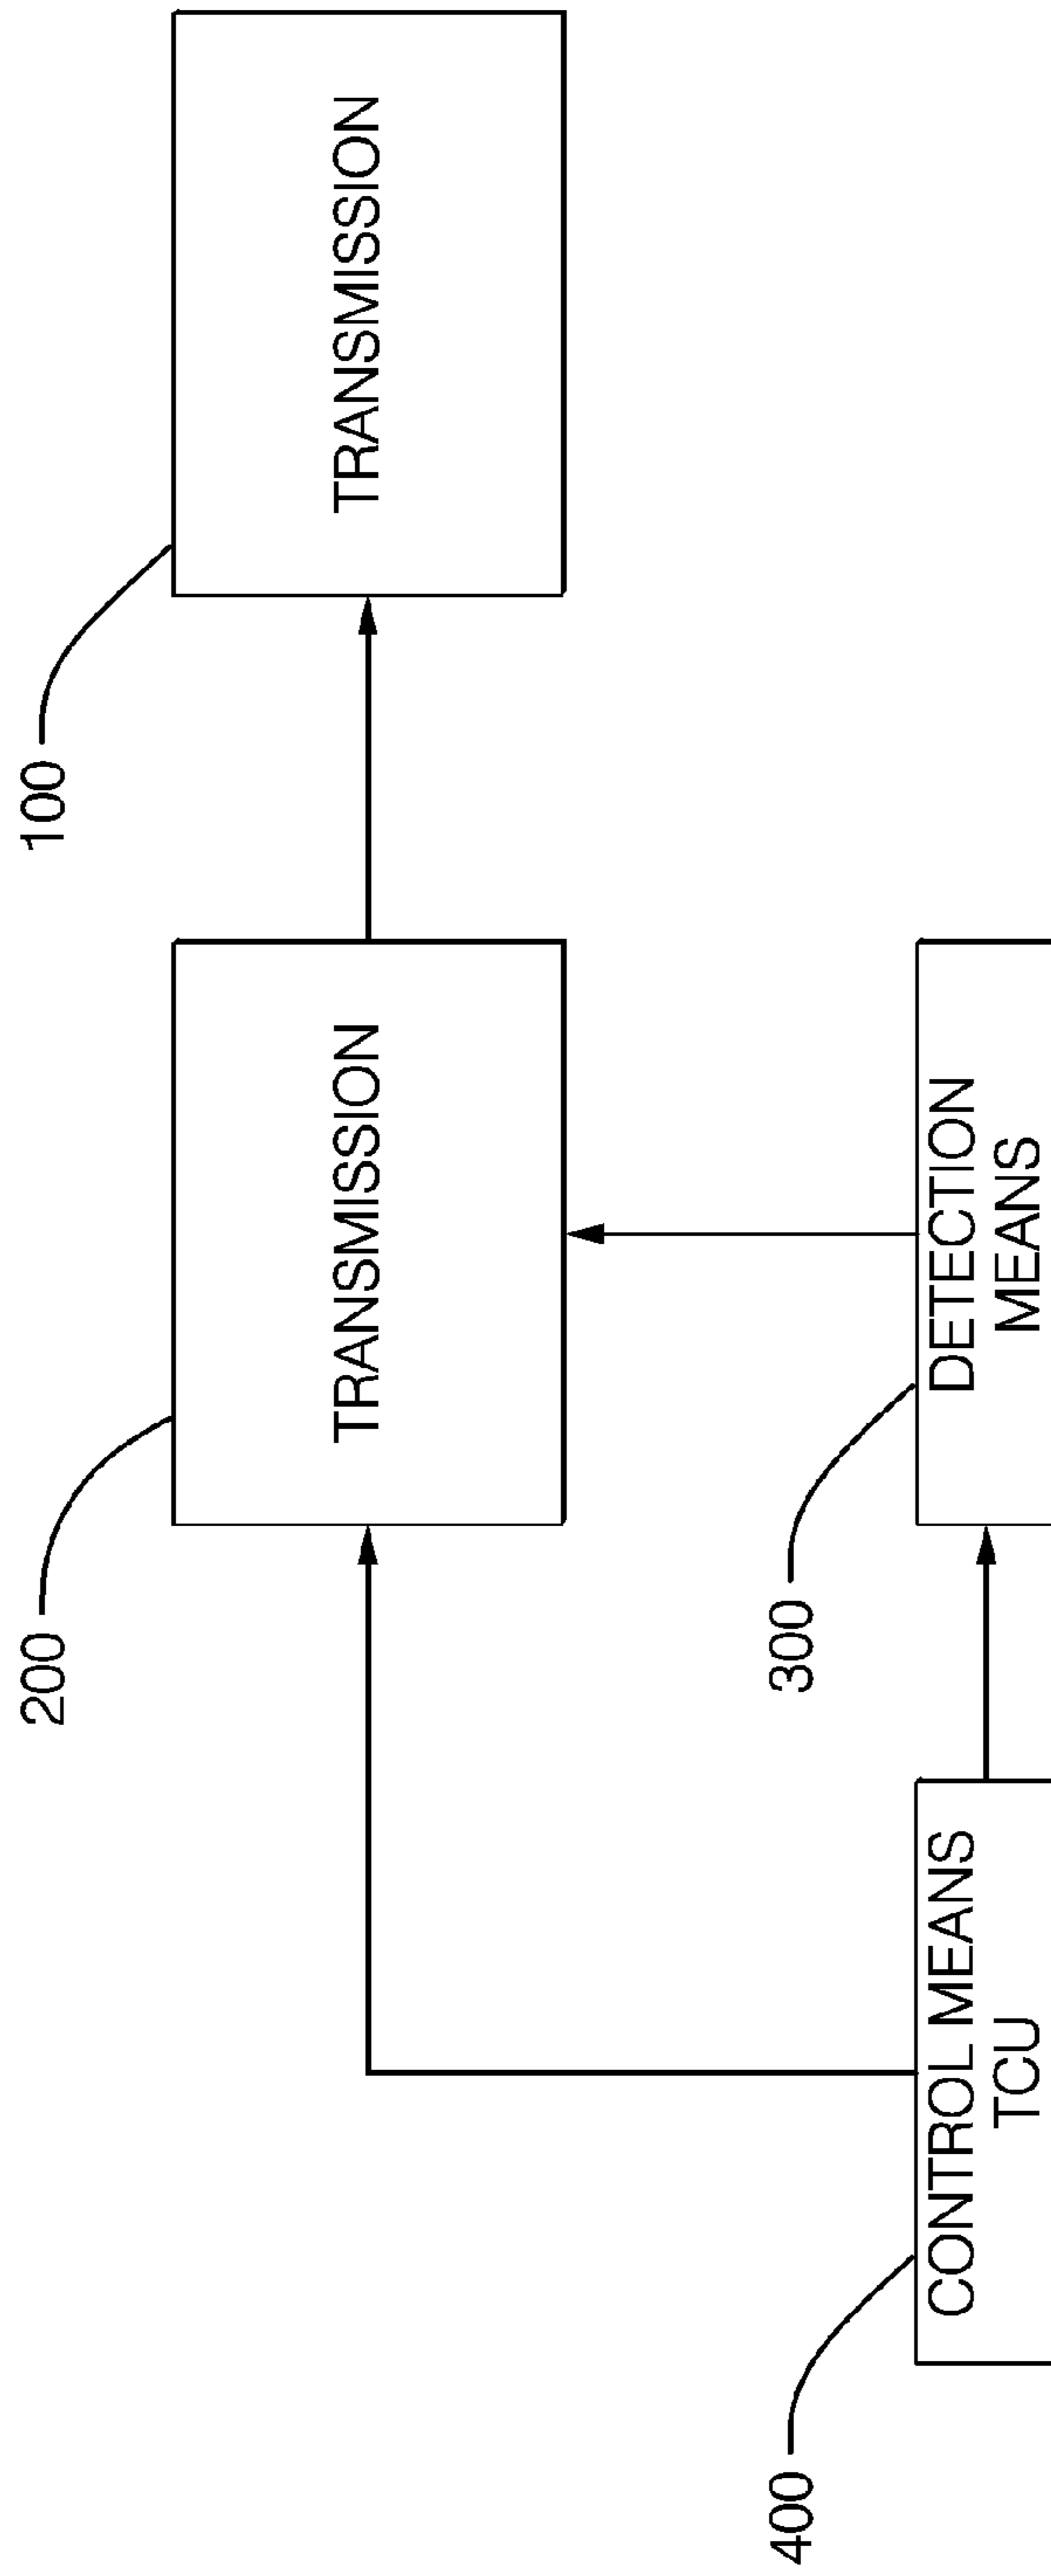 100
TRANSMISSION
200
TRANSMISSION
300
DETECTION
MEANS
400
CONTROL MEANS
TCU